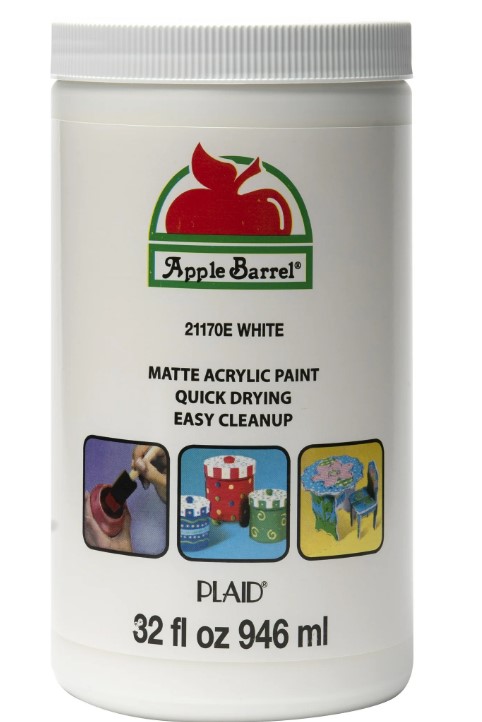 Apple Barrel®
21170E WHITE
MATTE ACRYLIC PAINT
QUICK DRYING
EASY CLEANUP
PLAID®
32 fl oz 946 ml